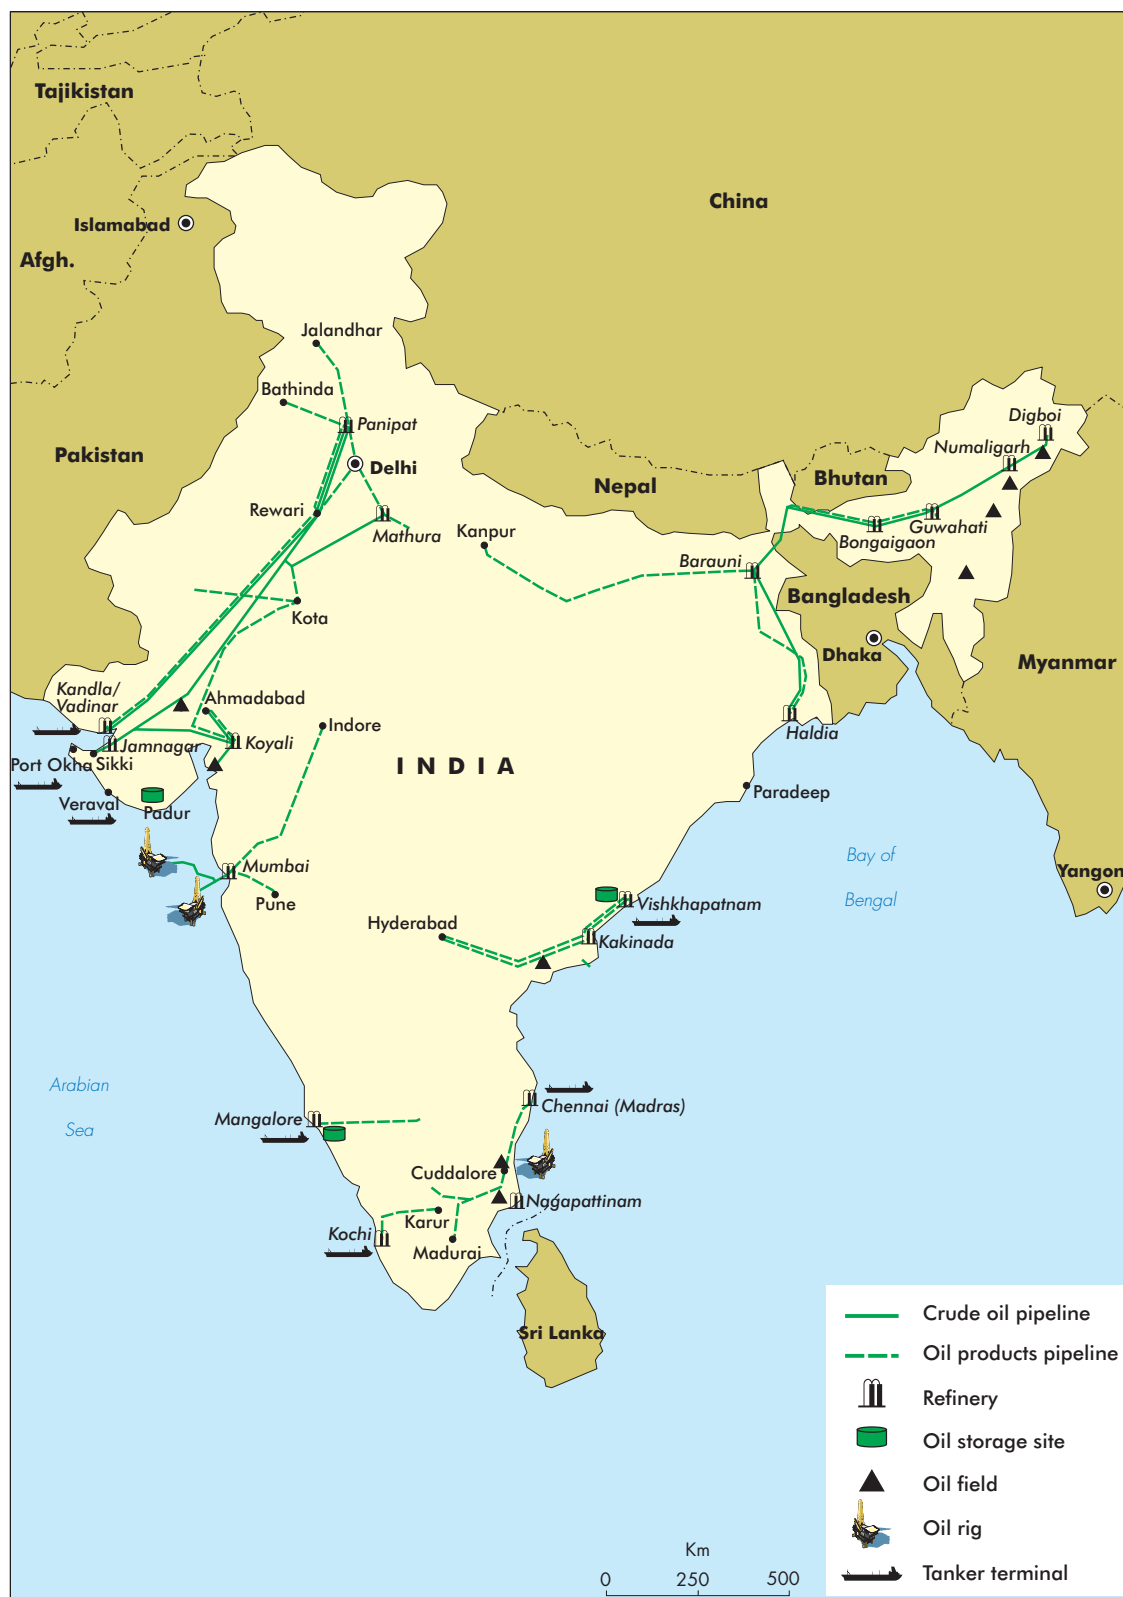 Tajikistan
China
Islamabad
Afgh.
Jalandhar
Bathinda
Panipat
Digboi
Numaligarh
Pakistan
Delhi
Nepal
Bhutan
Rewari
Mathura
Kanpur
Guwahati
Bongaigaon
Barauni
Bangladesh
Kota
Dhaka
Myanmar
Kandla/
Vadinar
Ahmadabad
Indore
Haldia
Jamnagar
Koyali
Port Okha
Sikki
INDIA
Paradeep
Veraval
Padur
Mumbai
Bay of
Bengal
Yangon
Pune
Vishkhapatnam
Hyderabad
Kakinada
Arabian
Sea
Chennai (Madras)
Mangalore
Cuddalore
Nagapattinam
Karur
Kochi
Madurai
Sri Lanka
Crude oil pipeline
Oil products pipeline
Refinery
Oil storage site
Oil field
Oil rig
Tanker terminal
Km
0 250 500